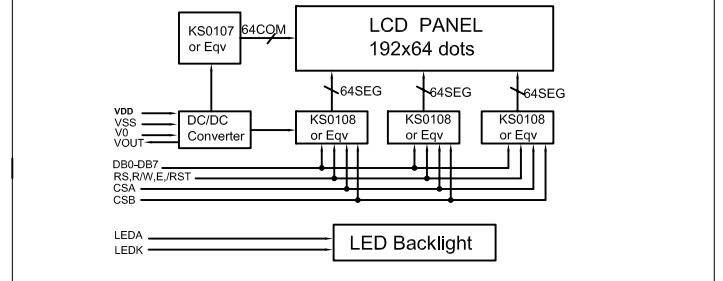 KS0107
or Eqv
64COM
LCD PANEL
192x64 dots
64SEG
64SEG
64SEG
VDD
VSS
V0
VOUT
DC/DC
Converter
KS0108
or Eqv
KS0108
or Eqv
KS0108
or Eqv
DB0-DB7
RS,R/W,E,/RST
CSA
CSB
LEDA
LEDK
LED Backlight